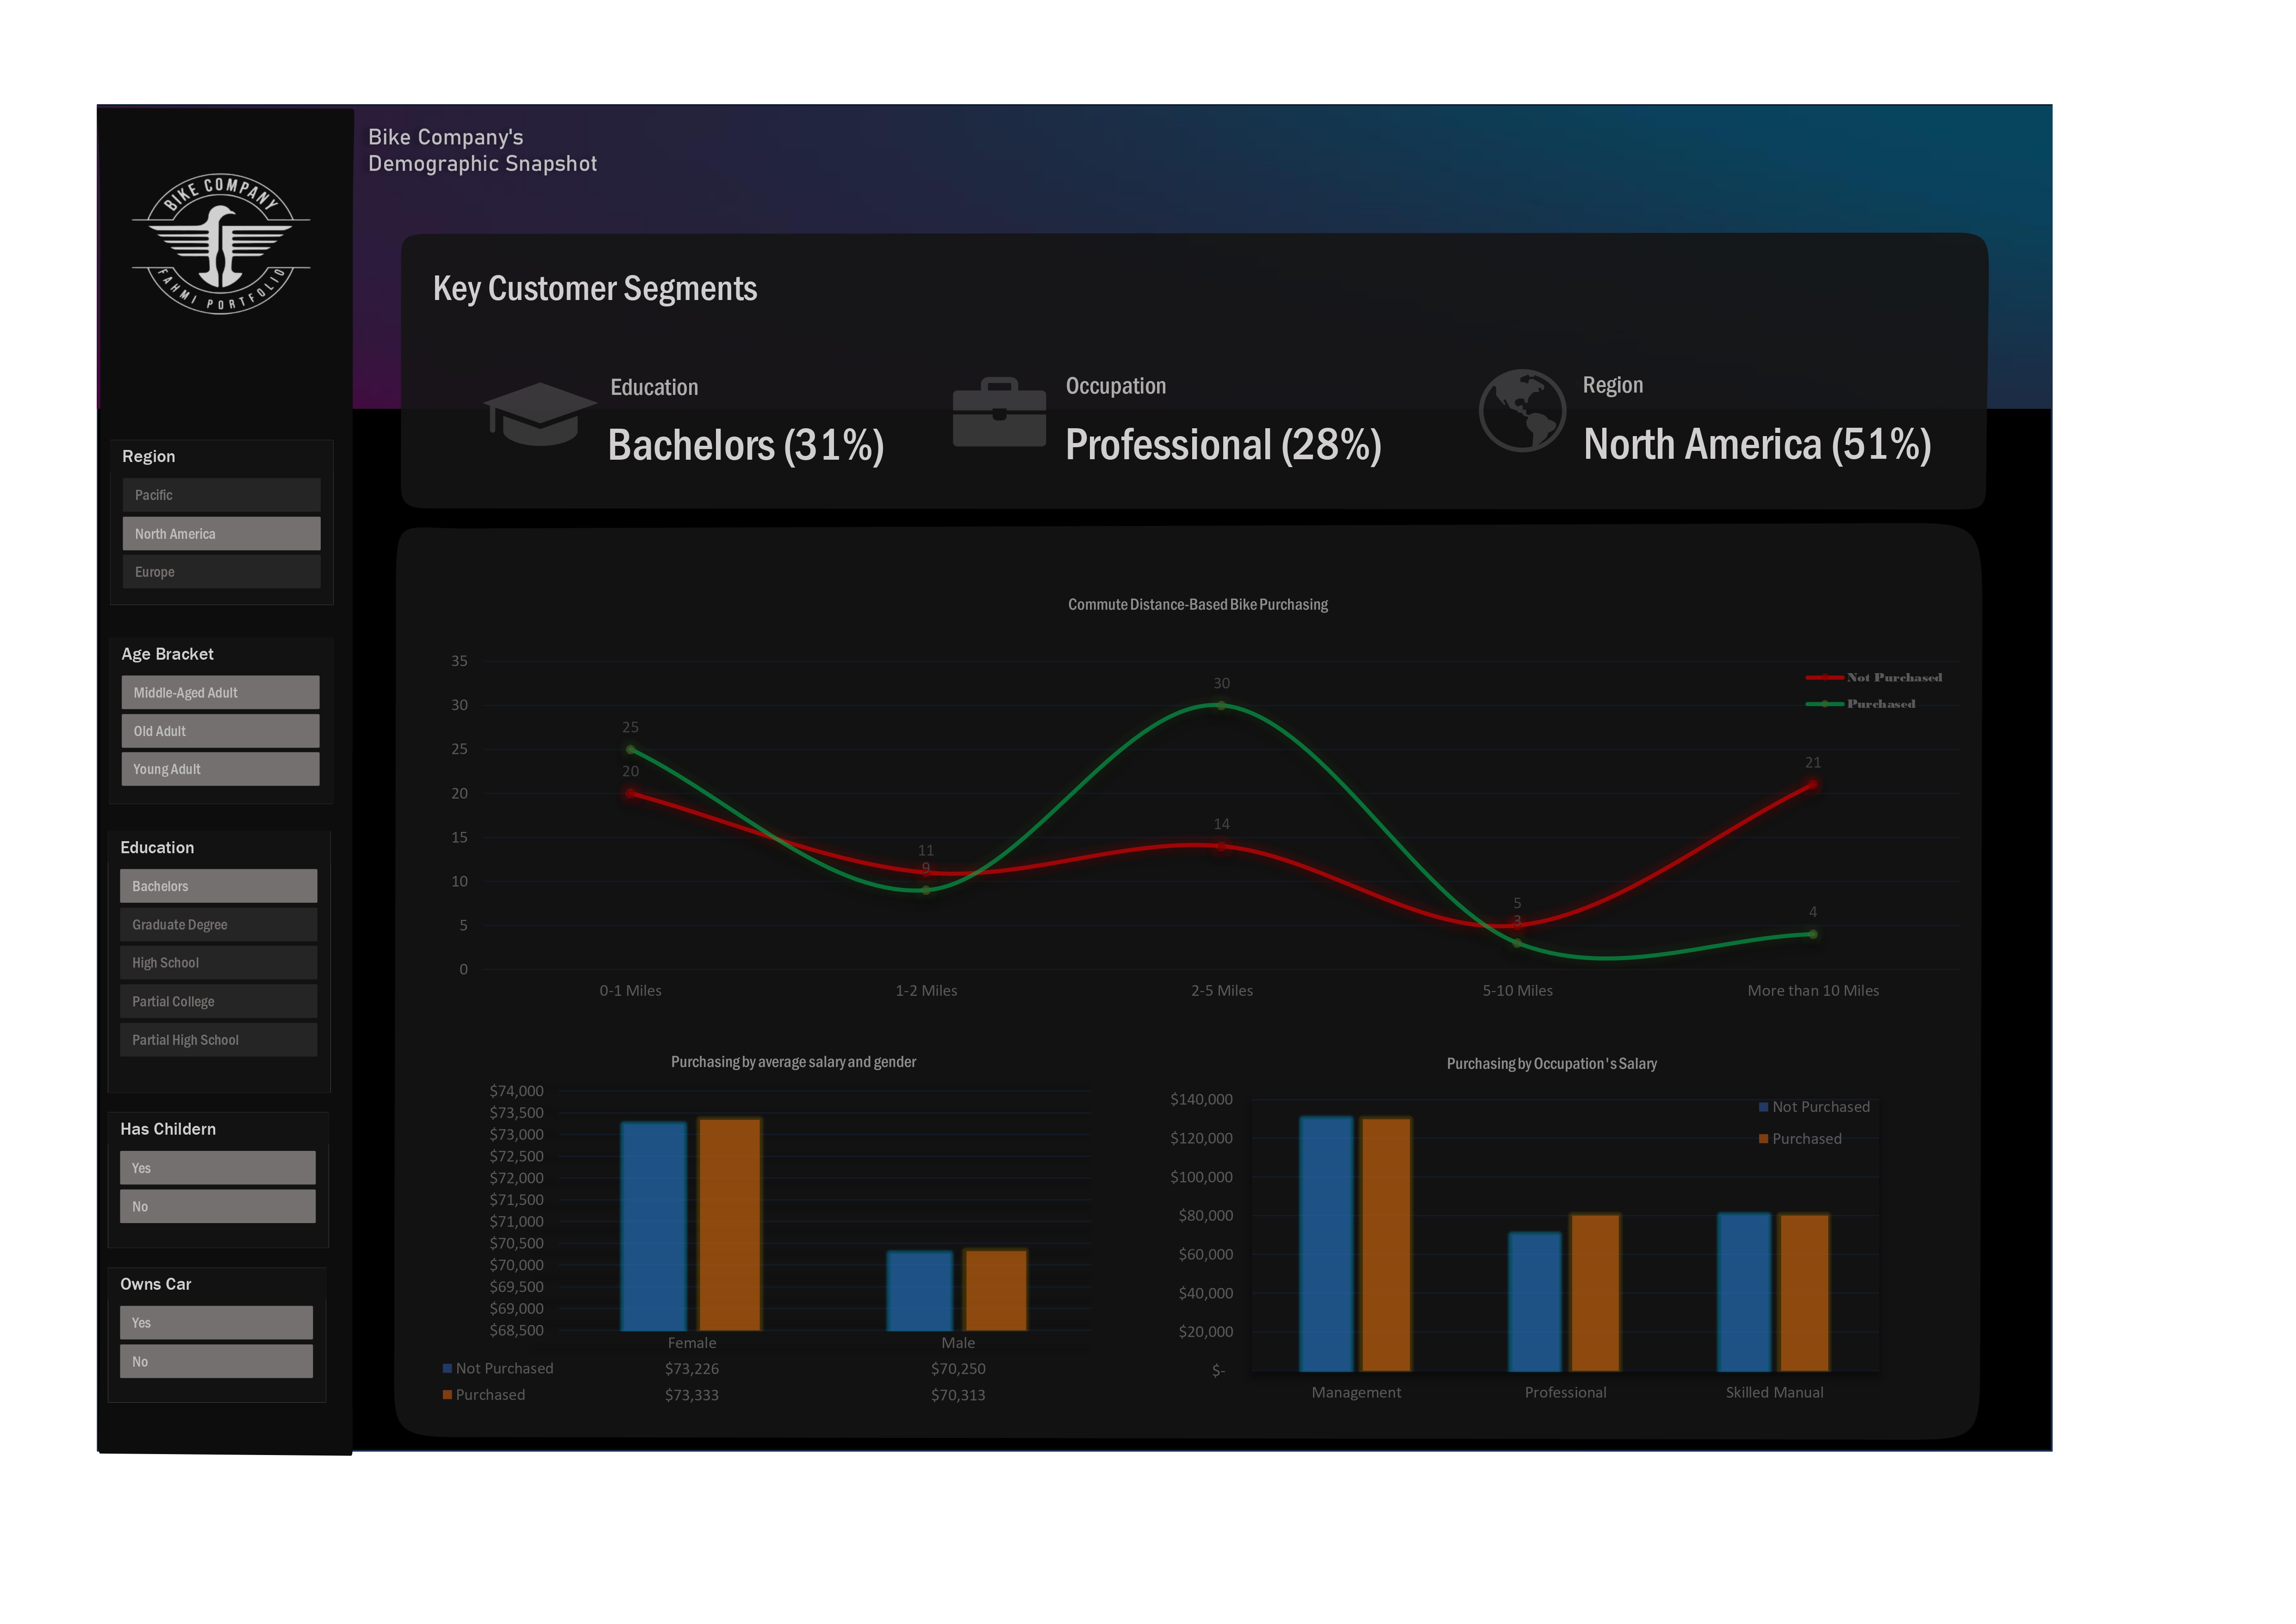 BIKE COMPANY
FAHMI PORTFOLIO
Bike Company's
Demographic Snapshot
Key Customer Segments
Education
Bachelors (31%)
Occupation
Professional (28%)
Region
North America (51%)
Region
Pacific
North America
Europe
Age Bracket
Middle-Aged Adult
Old Adult
Young Adult
Education
Bachelors
Graduate Degree
High School
Partial College
Partial High School
Has Childern
Yes
No
Owns Car
Yes
No
Commute Distance-Based Bike Purchasing
35
30
25
20
15
10
5
0
25
20
11
9
30
14
5
3
21
4
Not Purchased
Purchased
0-1 Miles
1-2 Miles
2-5 Miles
5-10 Miles
More than 10 Miles
Purchasing by average salary and gender
$74,000
$73,500
$73,000
$72,500
$72,000
$71,500
$71,000
$70,500
$70,000
$69,500
$69,000
$68,500
Female Male
Not Purchased $73,226 $70,250
Purchased $73,333 $70,313
Purchasing by Occupation's Salary
$140,000
$120,000
$100,000
$80,000
$60,000
$40,000
$20,000
$-
Not Purchased
Purchased
Management
Professional
Skilled Manual